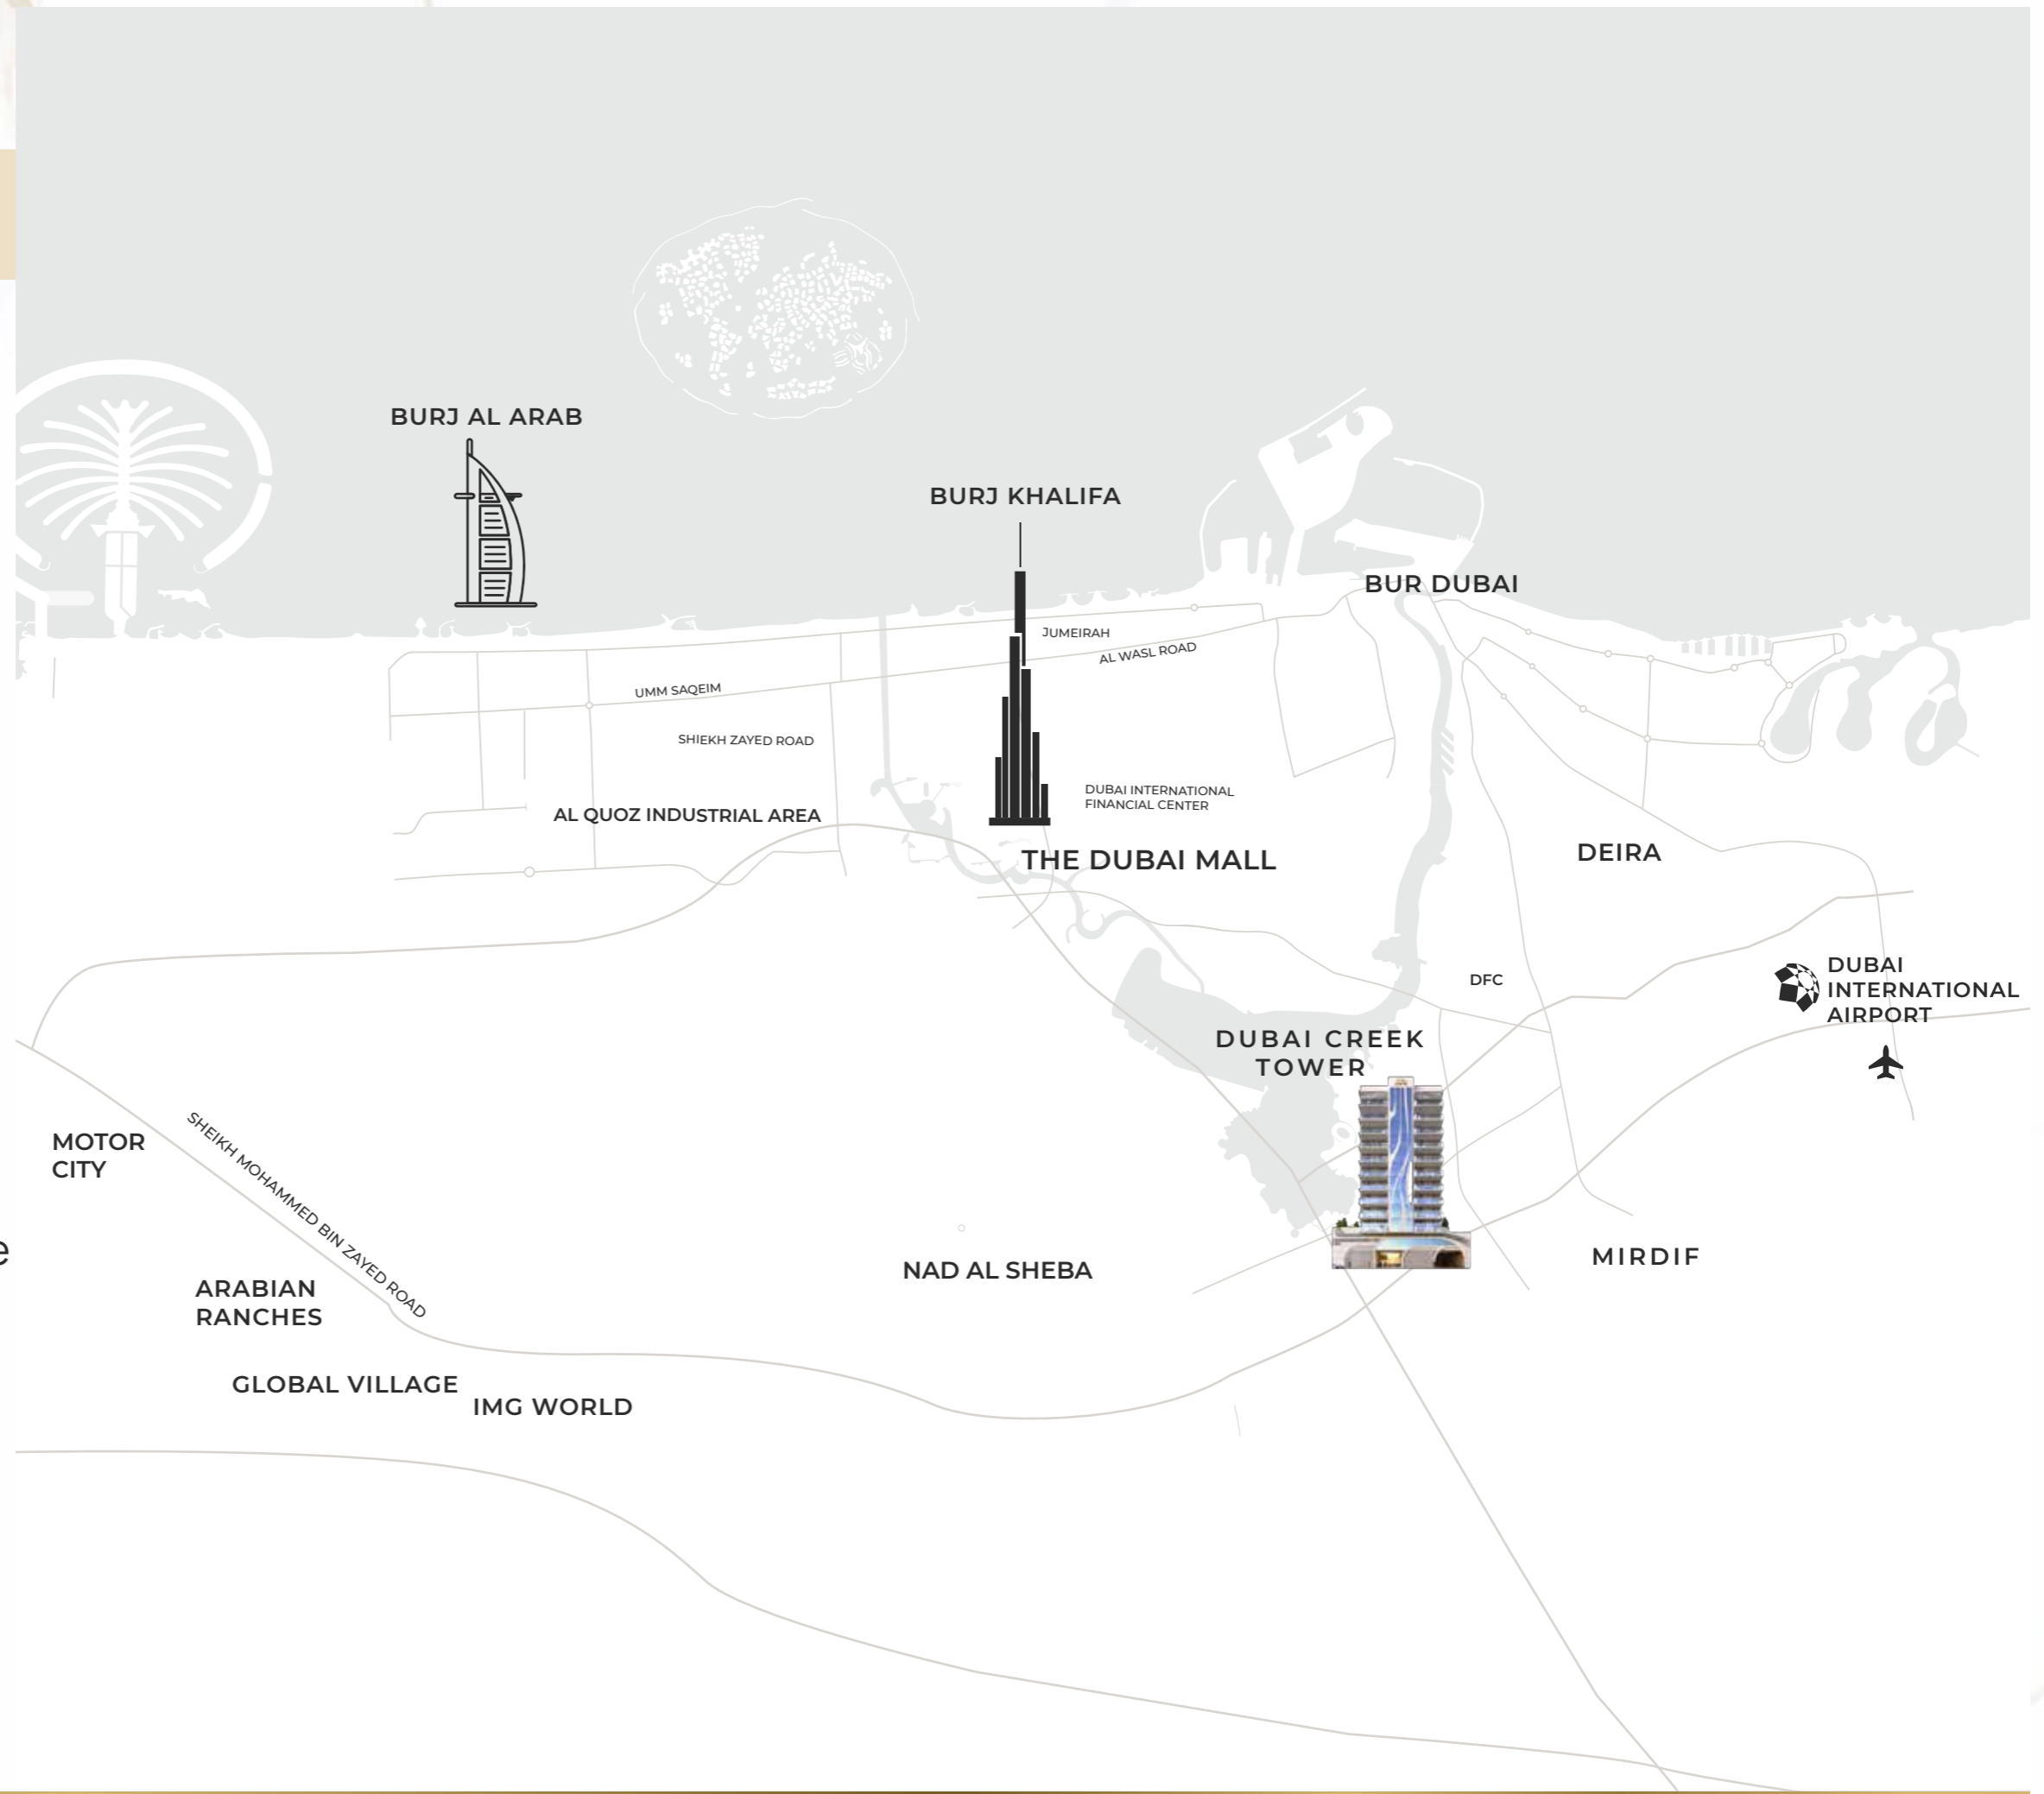 BURJ AL ARAB
BURJ KHALIFA
BUR DUBAI
JUMEIRAH
AL WASL ROAD
UMM SAQEIM
SHIEKH ZAYED ROAD
DUBAI INTERNATIONAL
FINANCIAL CENTER
AL QUOZ INDUSTRIAL AREA
THE DUBAI MALL
DEIRA
DFC
DUBAI
INTERNATIONAL
AIRPORT
DUBAI CREEK
TOWER
MOTOR
CITY
SHEIKH MOHAMMED BIN ZAYED ROAD
e
NAD AL SHEBA
MIRDIF
ARABIAN
RANCHES
GLOBAL VILLAGE
IMG WORLD